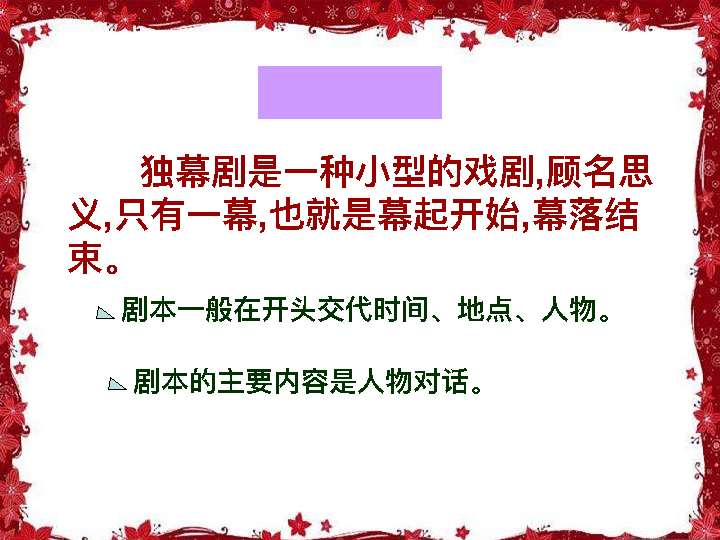 独幕剧是一种小型的戏剧,顾名思
义,只有一幕,也就是幕起开始,幕落结
束。
剧本一般在开头交代时间、地点、人物。
剧本的主要内容是人物对话。